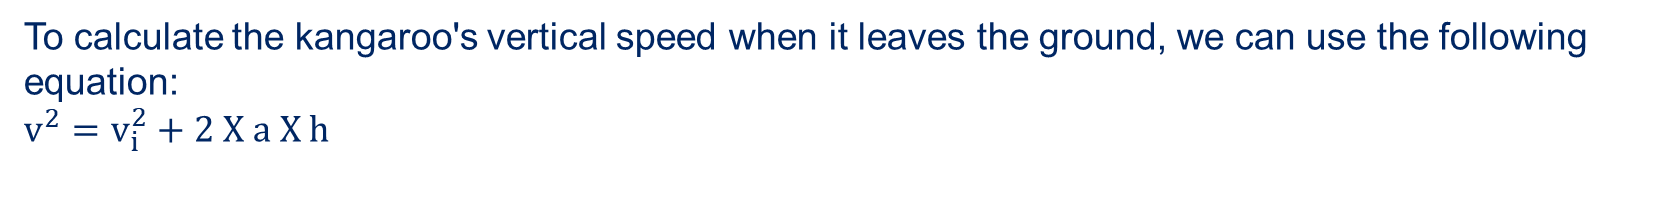 To calculate the kangaroo's vertical speed when it leaves the ground, we can use the following
equation:
v² = vᵢ² + 2 X a X h